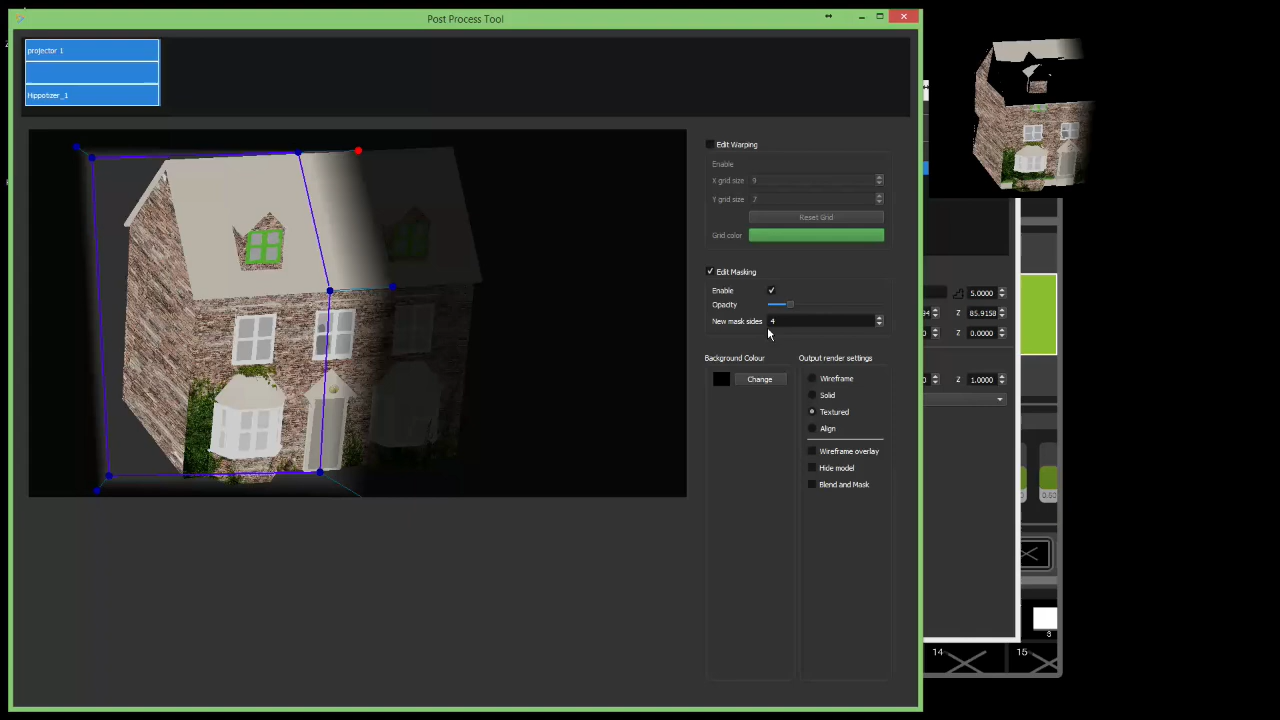 Post Process Tool
projector 1
Hippotizer_1
Edit Warping
Enable
X grid size 9
Y grid size 7
Reset Grid
Grid color
Edit Masking
Enable
Opacity
New mask sides 4
Background Colour
Change
Output render settings
Wireframe
Solid
Textured
Align
Wireframe overlay
Hide model
Blend and Mask
5.0000
Z 85.9158
Z 0.0000
Z 1.0000
14
15